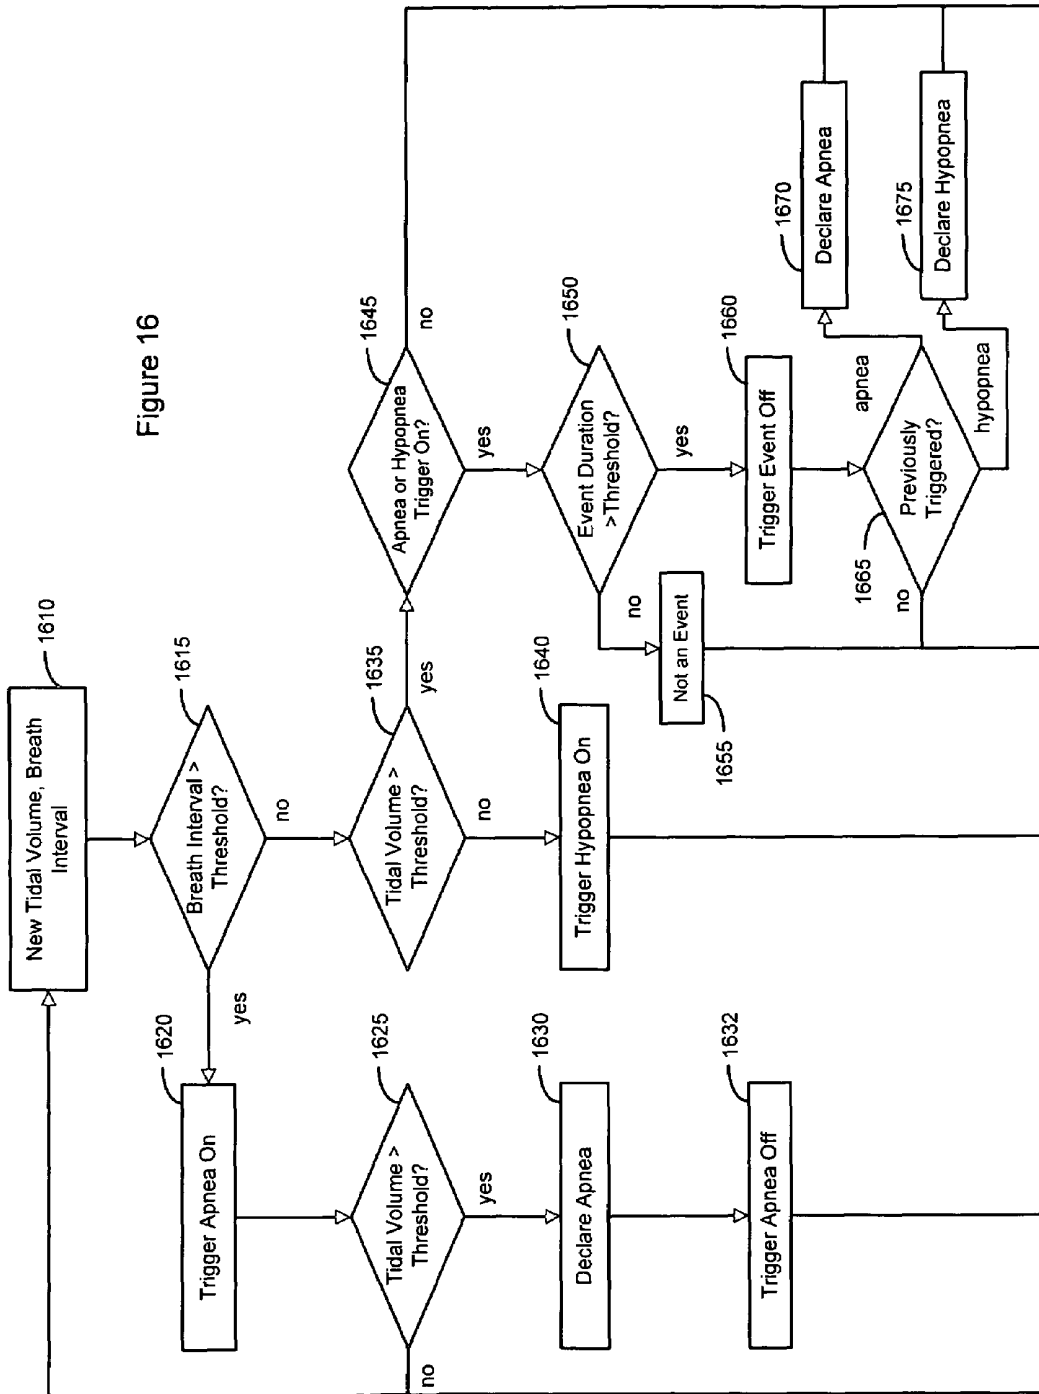 Figure 16
New Tidal Volume, Breath
Interval
1610
Breath Interval >
Threshold?
1615
yes
no
Trigger Apnea On
1620
Tidal Volume >
Threshold?
1625
no
yes
Declare Apnea
1630
Trigger Apnea Off
1632
Tidal Volume >
Threshold?
1635
yes
no
Trigger Hypopnea On
1640
Apnea or Hypopnea
Trigger On?
1645
no
yes
Event Duration
>Threshold?
1650
no
yes
Not an Event
1655
Trigger Event Off
1660
Previously
Triggered?
1665
no
apnea
hypopnea
Declare Apnea
1670
Declare Hypopnea
1675